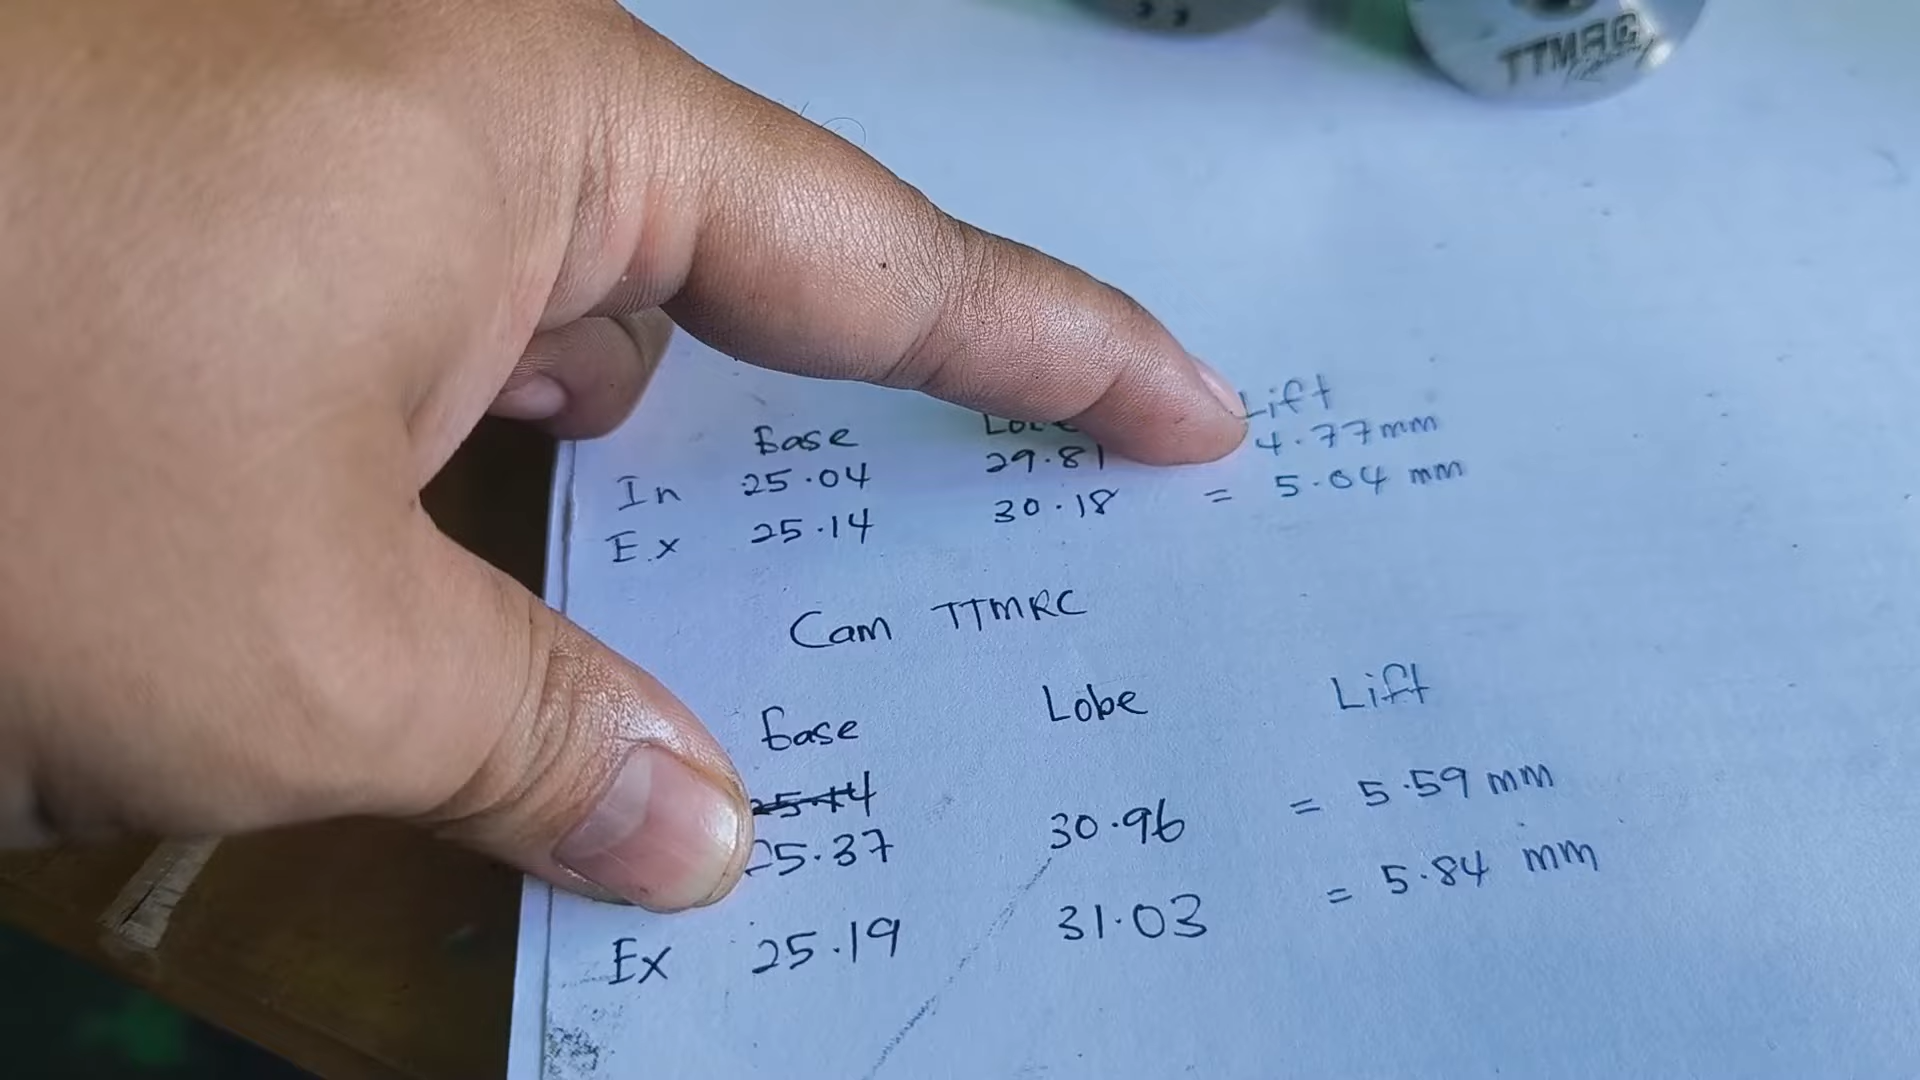 TTMRC
Base Lift
In 25.04 29.81 4.77mm
Ex 25.14 30.18 = 5.04 mm
Cam TTMRC
Base Lobe Lift
25.37 30.96 = 5.59 mm
Ex 25.19 31.03 = 5.84 mm